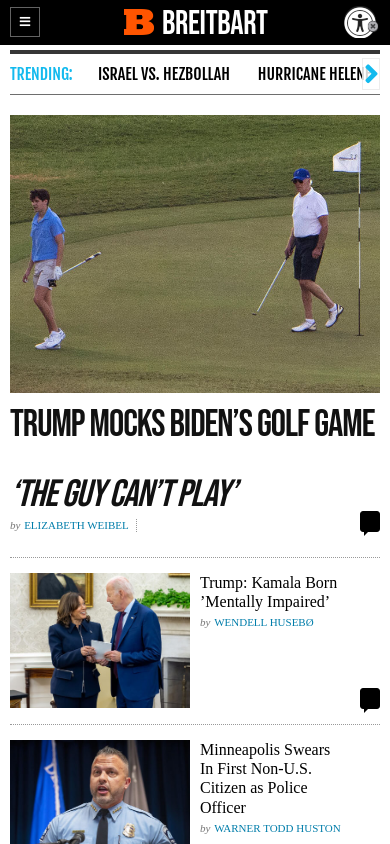 BREITBART
TRENDING:
ISRAEL VS. HEZBOLLAH
HURRICANE HELEN
TRUMP MOCKS BIDEN’S GOLF GAME
‘THE GUY CAN’T PLAY’
by ELIZABETH WEIBEL
Trump: Kamala Born
’Mentally Impaired’
by WENDELL HUSEBØ
Minneapolis Swears
In First Non-U.S.
Citizen as Police
Officer
by WARNER TODD HUSTON